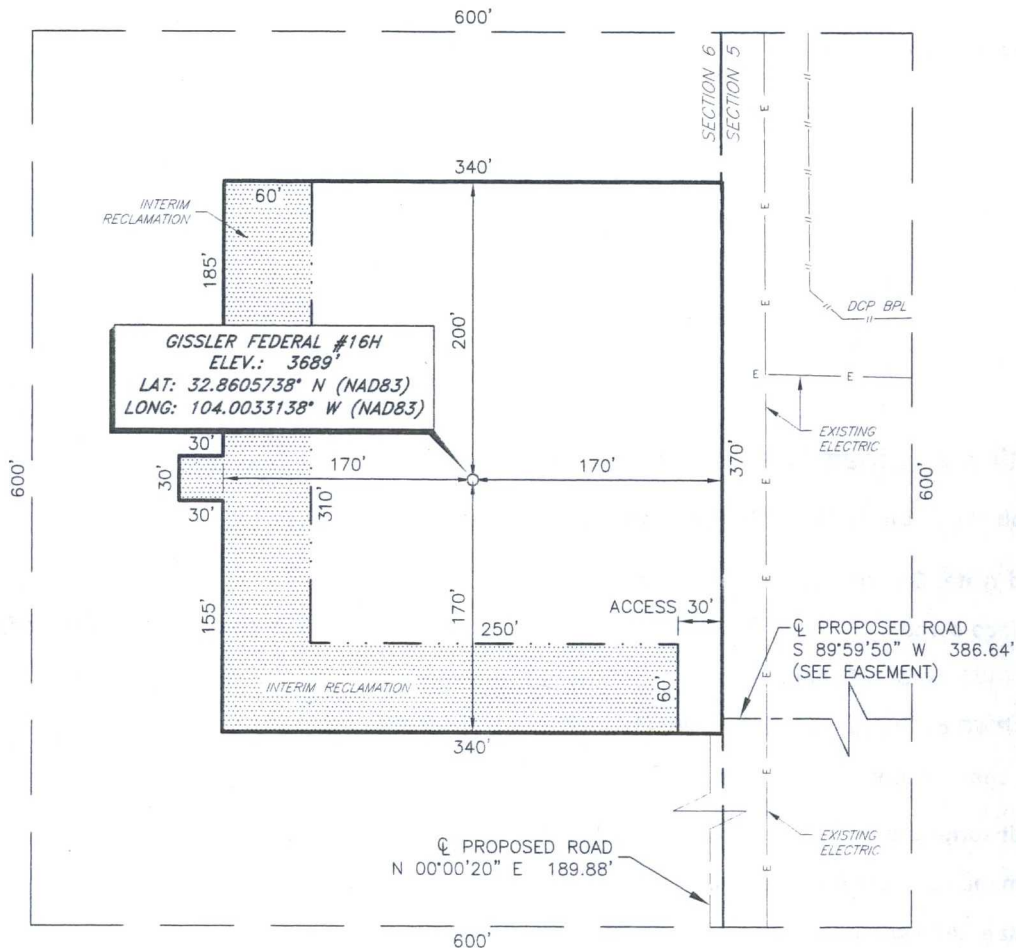 600'
SECTION 6
SECTION 5
340'
60'
INTERIM
RECLAMATION
185'
200'
DCP BPL
GISSLER FEDERAL #16H
ELEV.: 3689'
LAT: 32.8605738° N (NAD83)
LONG: 104.0033138° W (NAD83)
E
E
E
E
EXISTING
ELECTRIC
30'
30'
30'
170'
170'
310'
370'
600'
600'
E
E
155'
170'
ACCESS 30'
250'
60'
INTERIM RECLAMATION
℄ PROPOSED ROAD
S 89°59'50" W 386.64'
(SEE EASEMENT)
E
E
340'
E
EXISTING
ELECTRIC
℄ PROPOSED ROAD
N 00°00'20" E 189.88'
E
600'